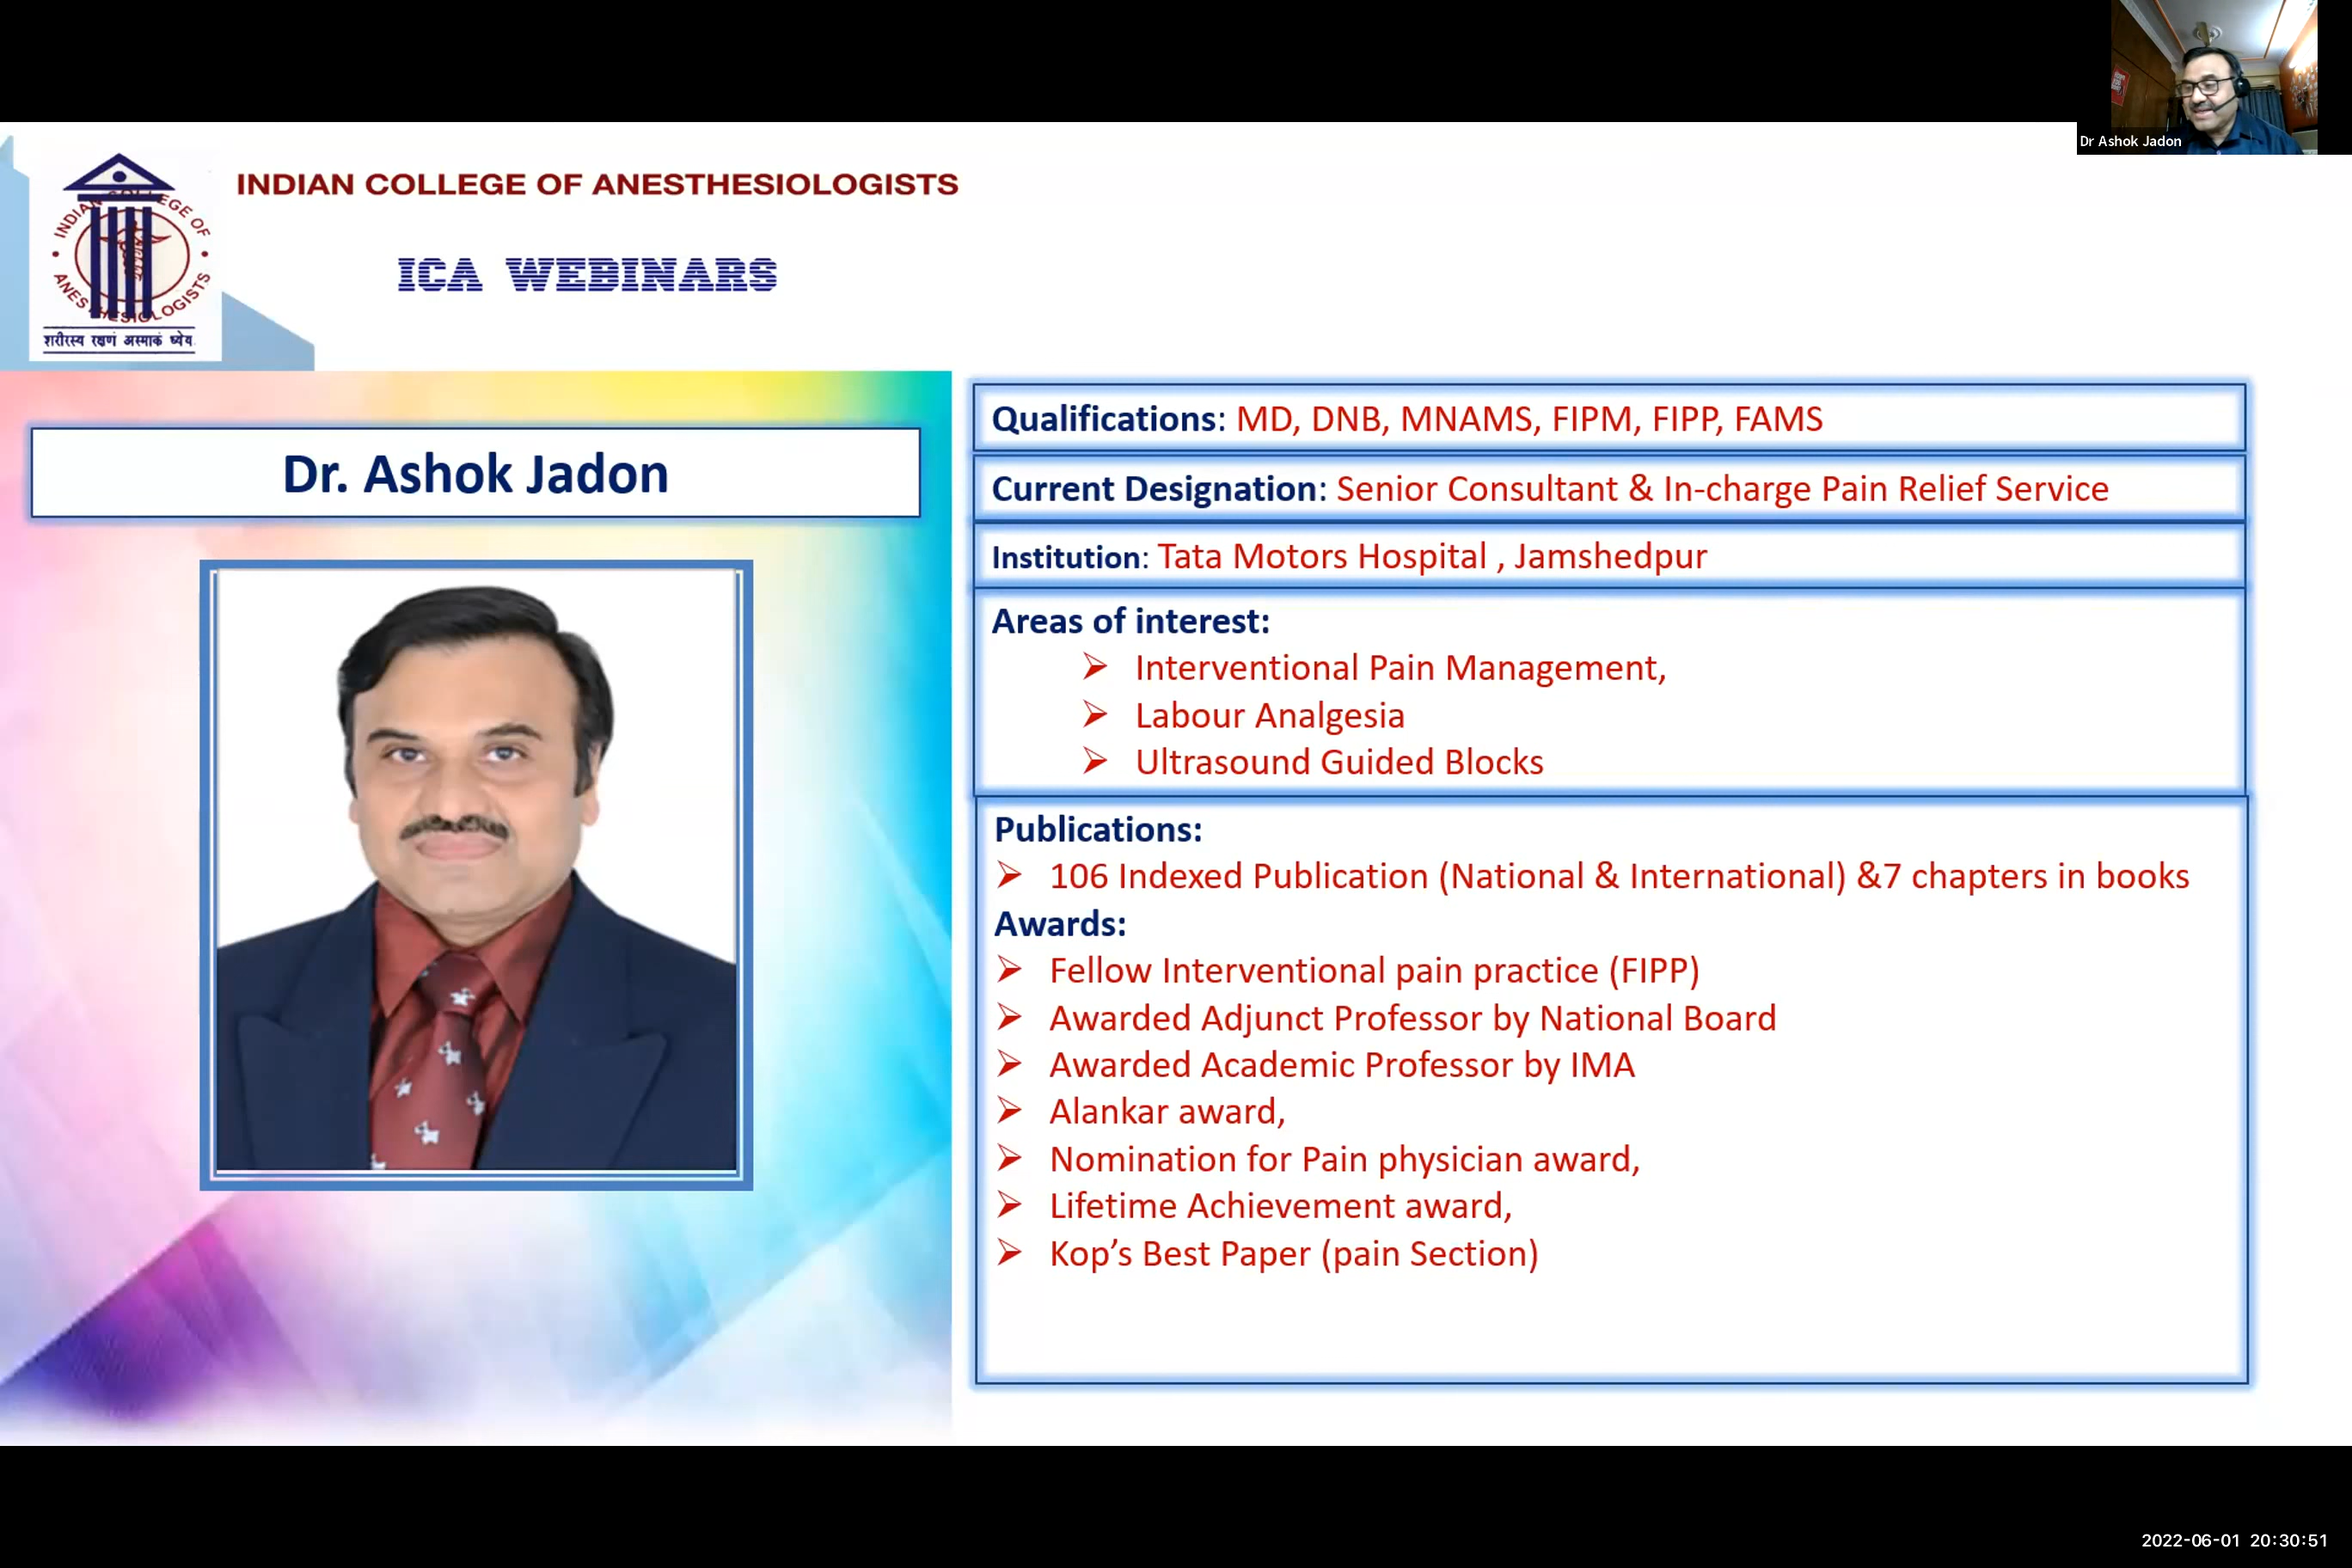 Dr Ashok Jadon
INDIAN COLLEGE OF ANESTHESIOLOGISTS
ICA WEBINARS
INDIAN COLLEGE OF
ANESTHESIOLOGISTS
शरीरस्य रक्षणं अस्माकं ध्येय
Dr. Ashok Jadon
Qualifications: MD, DNB, MNAMS, FIPM, FIPP, FAMS
Current Designation: Senior Consultant & In-charge Pain Relief Service
Institution: Tata Motors Hospital , Jamshedpur
Areas of interest:
➢ Interventional Pain Management,
➢ Labour Analgesia
➢ Ultrasound Guided Blocks
Publications:
➢ 106 Indexed Publication (National & International) &7 chapters in books
Awards:
➢ Fellow Interventional pain practice (FIPP)
➢ Awarded Adjunct Professor by National Board
➢ Awarded Academic Professor by IMA
➢ Alankar award,
➢ Nomination for Pain physician award,
➢ Lifetime Achievement award,
➢ Kop’s Best Paper (pain Section)
2022-06-01 20:30:51